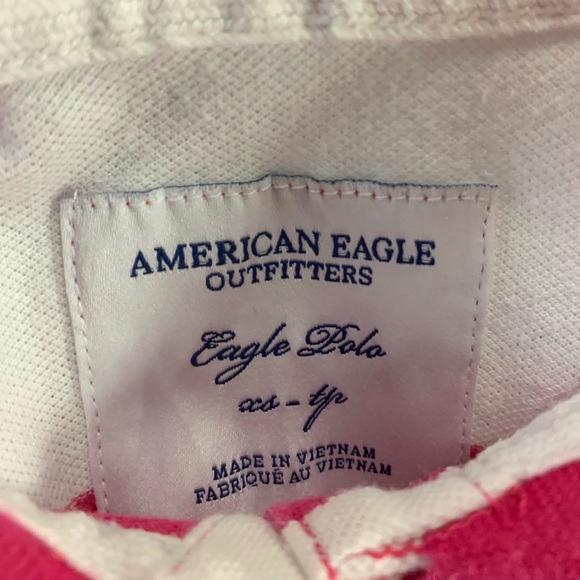 AMERICAN EAGLE
OUTFITTERS
Eagle Polo
xs - tp
MADE IN VIETNAM
FABRIQUÉ AU VIETNAM